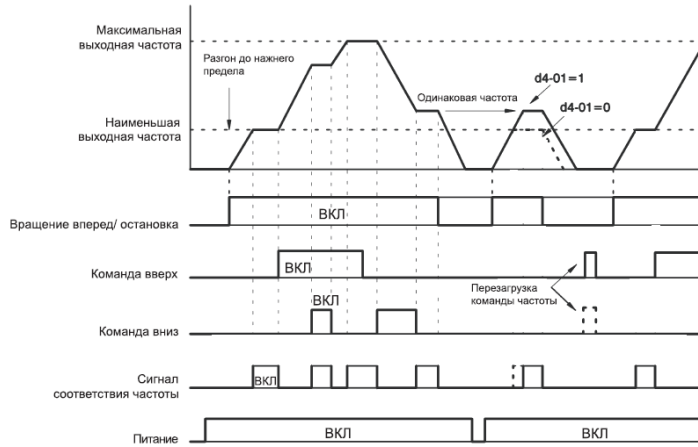 Максимальная
выходная частота
Разгон до нажнего
предела
d4-01=1
Одинаковая частота
d4-01=0
Наименьшая
выходная частота
Вращение вперед/ остановка
ВКЛ
Команда вверх
ВКЛ
Перезагрузка
команды частоты
ВКЛ
Команда вниз
Сигнал
соответствия частоты
ВКЛ
Питание
ВКЛ
ВКЛ